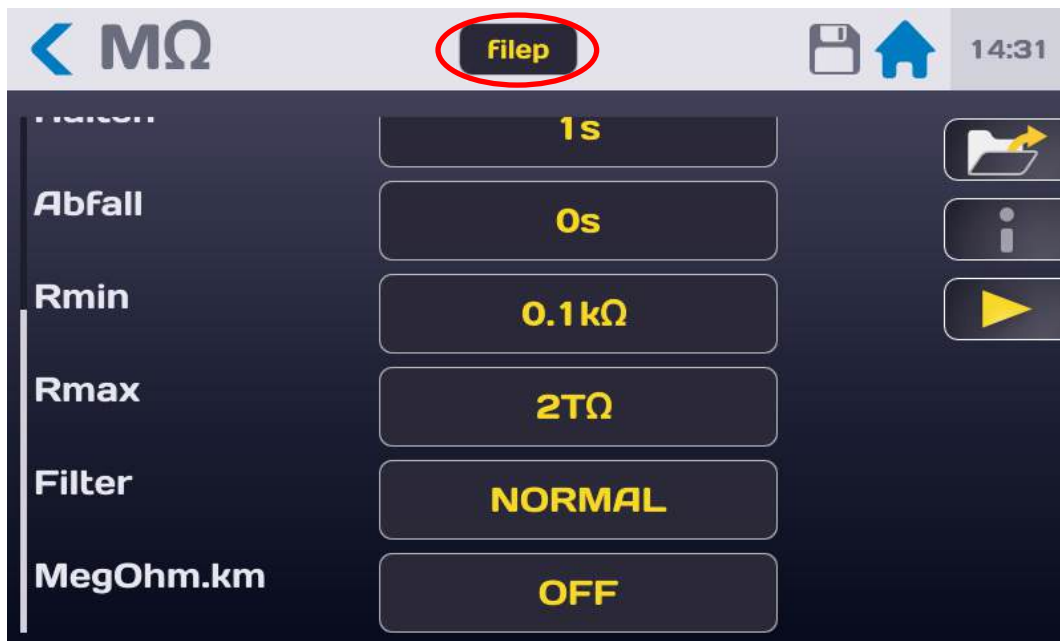 MΩ
filep
14:31
1s
Abfall
0s
Rmin
0.1kΩ
Rmax
2TΩ
Filter
NORMAL
MegOhm.km
OFF